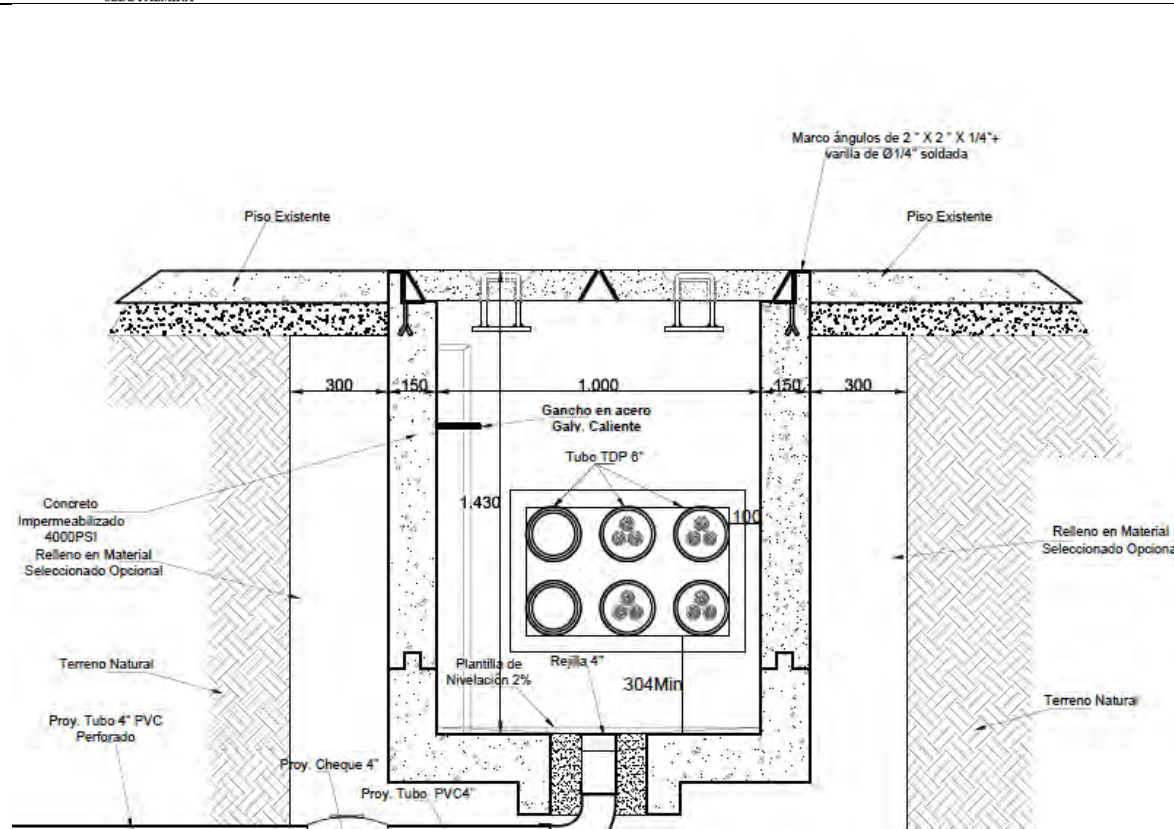 Marco ángulos de 2 " X 2 " X 1/4"+
varilla de Ø1/4" soldada
Piso Existente
Piso Existente
300
150
1.000
150
300
Gancho en acero
Galv. Caliente
Tubo TDP 6"
1.430
100
Concreto
Impermeabilizado
4000PSI
Relleno en Material
Seleccionado Opcional
Relleno en Material
Seleccionado Opciona
Terreno Natural
Plantilla de
Nivelación 2%
Rejilla 4"
304Min
Terreno Natural
Proy. Tubo 4" PVC
Perforado
Proy. Cheque 4"
Proy. Tubo PVC4"